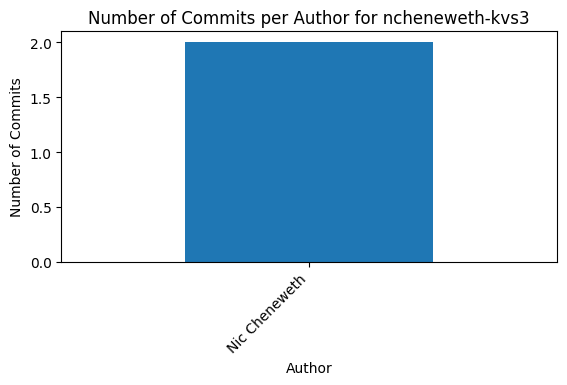 Number of Commits per Author for ncheneweth-kvs3
2.0
1.5
1.0
0.5
0.0
Number of Commits
Nic Cheneweth
Author